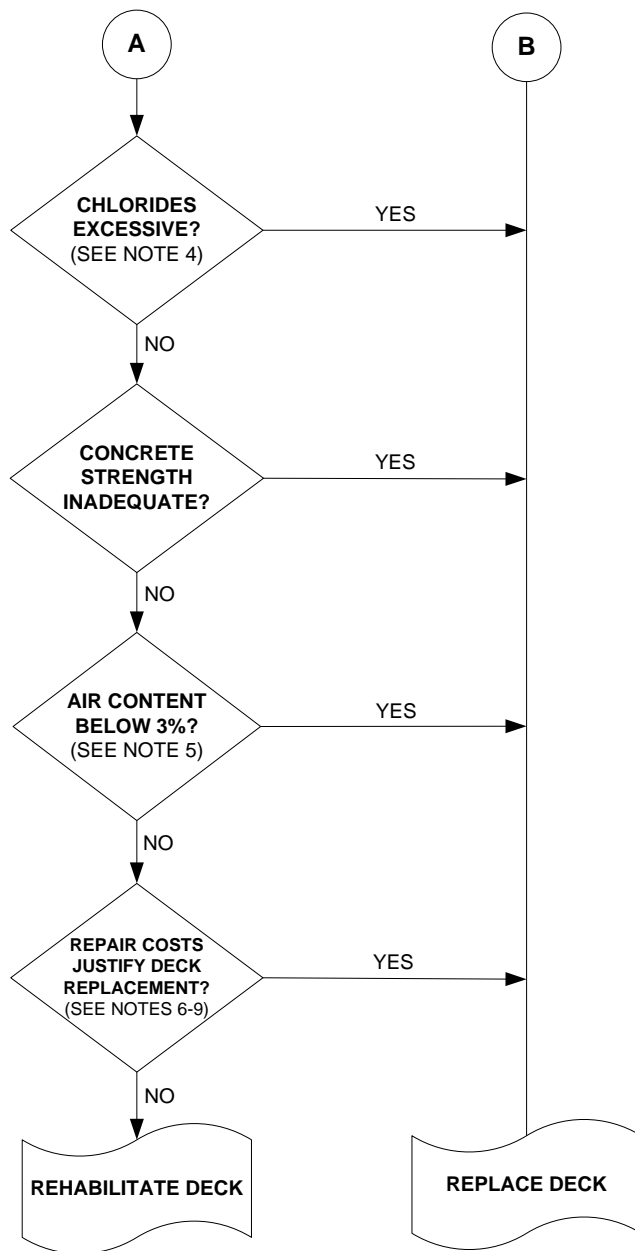 A
B
CHLORIDES
EXCESSIVE?
(SEE NOTE 4)
YES
NO
CONCRETE
STRENGTH
INADEQUATE?
YES
NO
AIR CONTENT
BELOW 3%?
(SEE NOTE 5)
YES
NO
REPAIR COSTS
JUSTIFY DECK
REPLACEMENT?
(SEE NOTES 6-9)
YES
NO
REHABILITATE DECK
REPLACE DECK